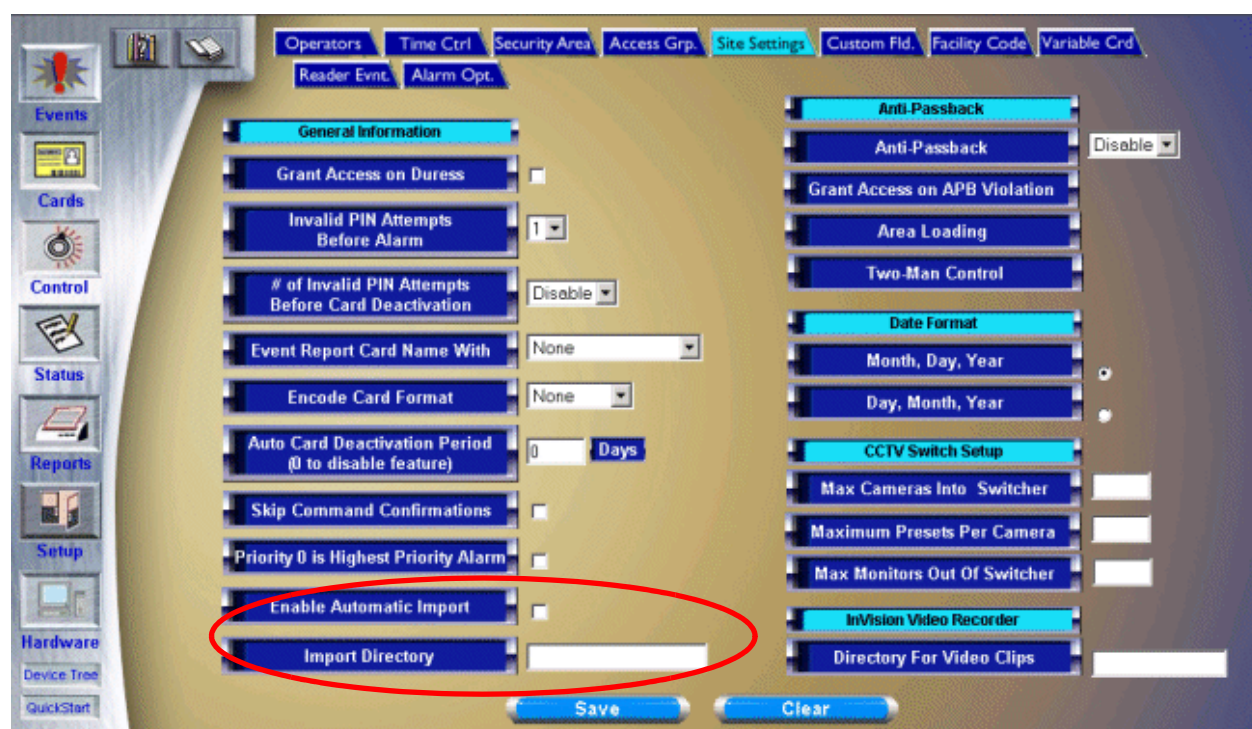 Operators
Time Ctrl
Security Area
Access Grp.
Site Settings
Custom Fld.
Facility Code
Variable Crd
Reader Evnt.
Alarm Opt.
Events
Cards
Control
Status
Reports
Setup
Hardware
Device Tree
QuickStart
General Information
Grant Access on Duress
Invalid PIN Attempts
Before Alarm
1
# of Invalid PIN Attempts
Before Card Deactivation
Disable
Event Report Card Name With
None
Encode Card Format
None
Auto Card Deactivation Period
(0 to disable feature)
0
Days
Skip Command Confirmations
Priority 0 is Highest Priority Alarm
Enable Automatic Import
Import Directory
Anti-Passback
Anti-Passback
Disable
Grant Access on APB Violation
Area Loading
Two-Man Control
Date Format
Month, Day, Year
Day, Month, Year
CCTV Switch Setup
Max Cameras Into Switcher
Maximum Presets Per Camera
Max Monitors Out Of Switcher
InVision Video Recorder
Directory For Video Clips
Save
Clear